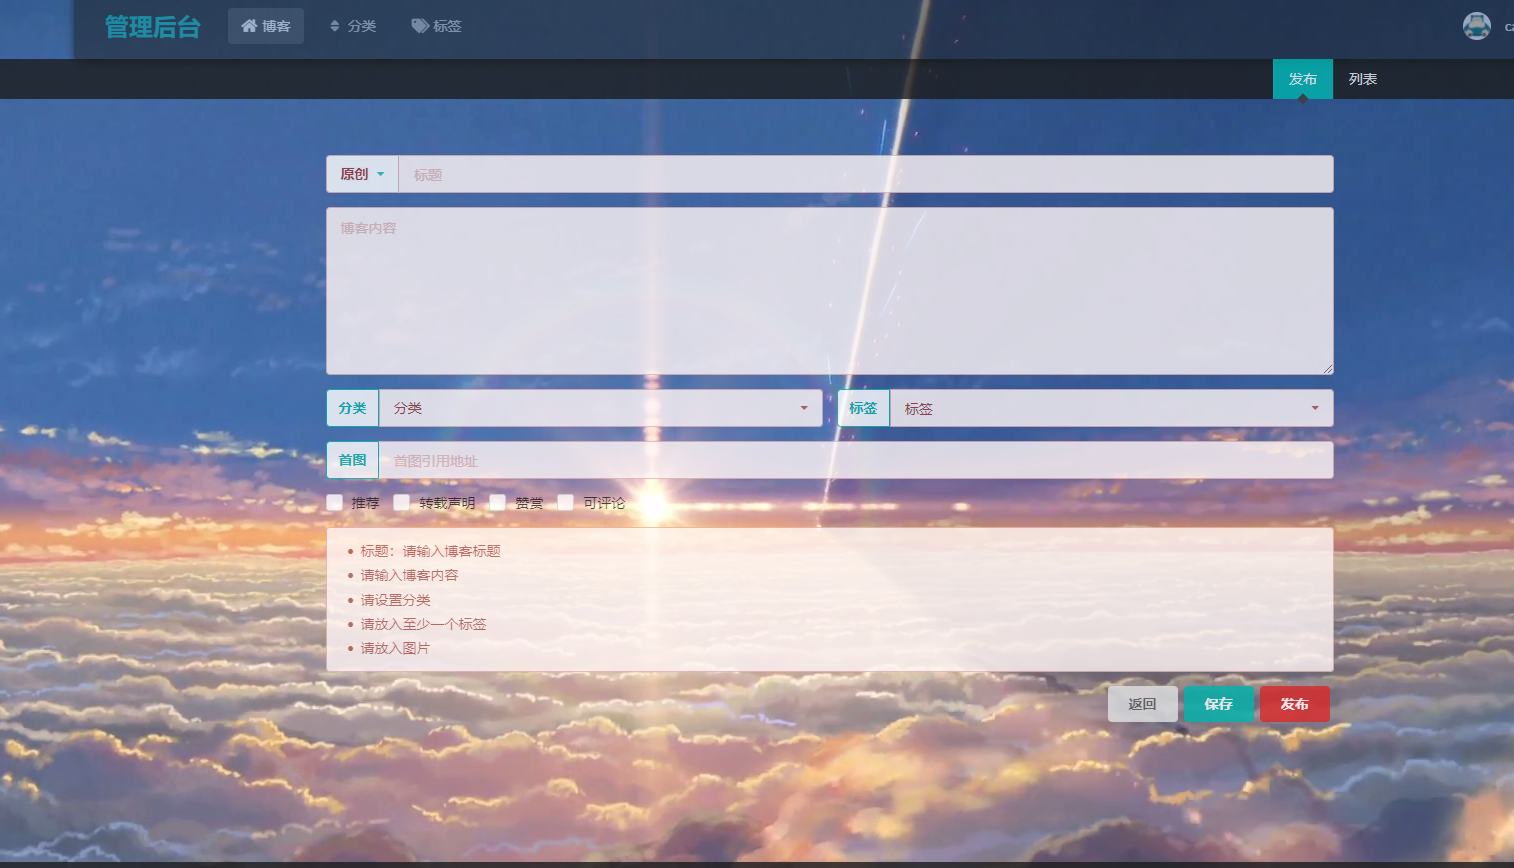 管理后台 博客 分类 标签
发布 列表
原创 标题
博客内容
分类 分类 标签 标签
首图 首图引用地址
推荐 转载声明 赞赏 可评论
标题：请输入博客标题
请输入博客内容
请设置分类
请放入至少一个标签
请放入图片
返回 保存 发布